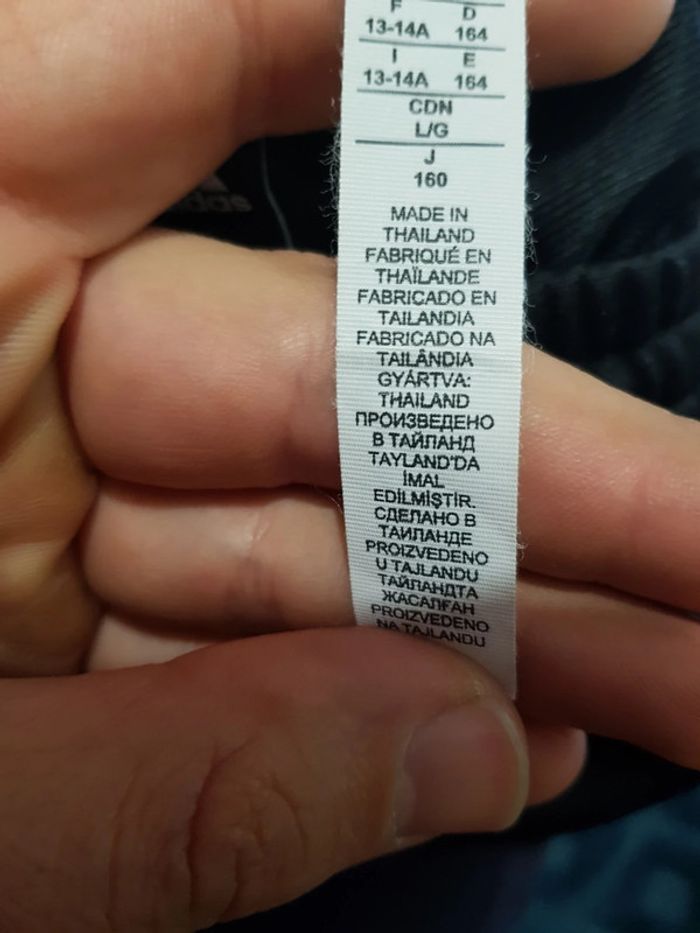 F D
13-14A 164
I E
13-14A 164
CDN
L/G
J
160
MADE IN
THAILAND
FABRIQUÉ EN
THAÏLANDE
FABRICADO EN
TAILANDIA
FABRICADO NA
TAILÂNDIA
GYÁRTVA:
THAILAND
ПРОИЗВЕДЕНО
В ТАЙЛАНД
TAYLAND'DA
İMAL
EDİLMİŞTİR.
СДЕЛАНО В
ТАИЛАНДЕ
PROIZVEDENO
U TAJLANDU
ТАЙЛАНДТА
ЖАСАЛҒАН
PROIZVEDENO
NA TAJLANDU